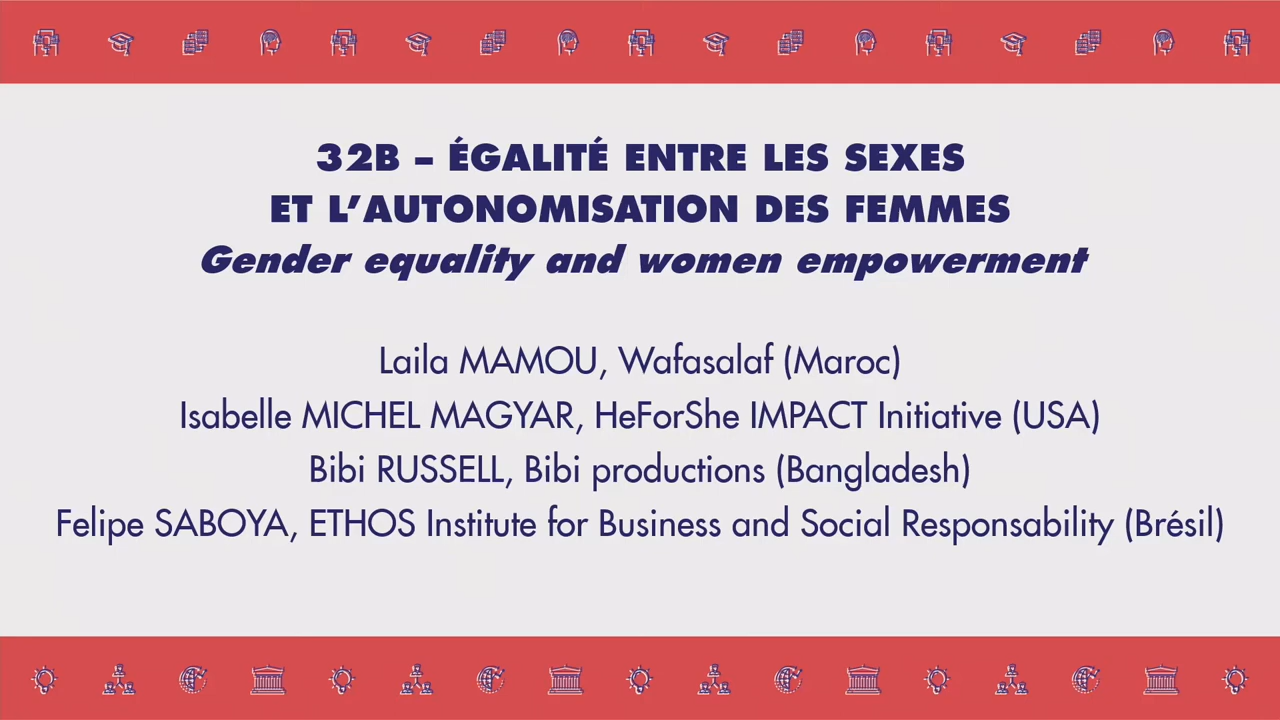 32B – ÉGALITÉ ENTRE LES SEXES
ET L’AUTONOMISATION DES FEMMES
Gender equality and women empowerment
Laila MAMOU, Wafasalaf (Maroc)
Isabelle MICHEL MAGYAR, HeForShe IMPACT Initiative (USA)
Bibi RUSSELL, Bibi productions (Bangladesh)
Felipe SABOYA, ETHOS Institute for Business and Social Responsability (Brésil)